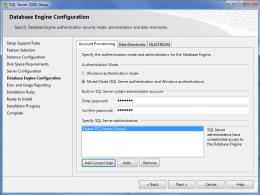 SQL Server 2008 Setup
Database Engine Configuration
Specify Database Engine authentication security mode, administrators and data directories.
Setup Support Rules
Feature Selection
Instance Configuration
Disk Space Requirements
Server Configuration
Database Engine Configuration
Error and Usage Reporting
Installation Rules
Ready to Install
Installation Progress
Complete
Account Provisioning
Data Directories
FILESTREAM
Specify the authentication mode and administrators for the Database Engine.
Authentication Mode
Windows authentication mode
Mixed Mode (SQL Server authentication and Windows authentication)
Built-in SQL Server system administrator account
Enter password:
Confirm password:
Specify SQL Server administrators
SQL Server administrators have unrestricted access to the Database Engine.
Add Current User
Add...
Remove
< Back
Next >
Cancel
Help